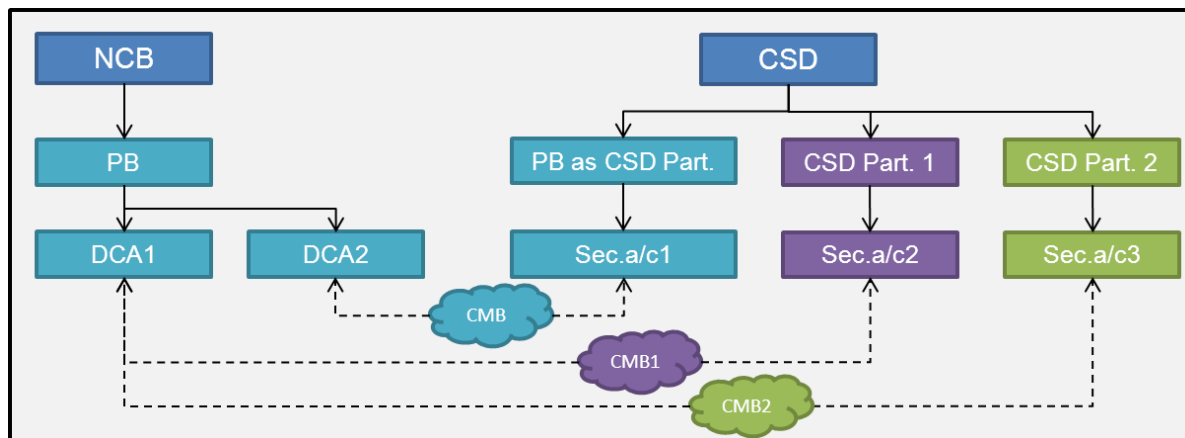 NCB
CSD
PB
PB as CSD Part.
CSD Part. 1
CSD Part. 2
DCA1
DCA2
Sec.a/c1
Sec.a/c2
Sec.a/c3
CMB
CMB1
CMB2